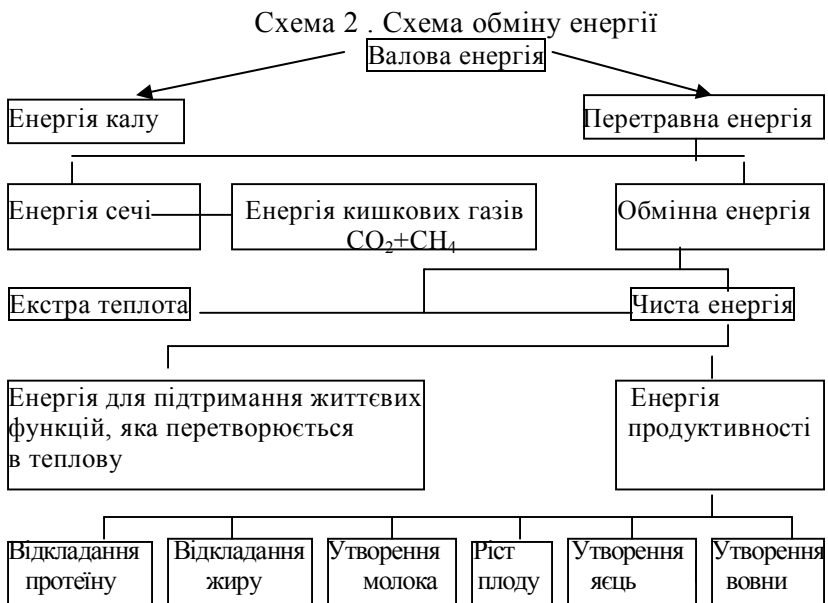 Схема 2 . Схема обміну енергії
Валова енергія
Енергія калу
Перетравна енергія
Енергія сечі
Енергія кишкових газів
CO₂+CH₄
Обмінна енергія
Екстра теплота
Чиста енергія
Енергія для підтримання життєвих
функцій, яка перетворюється
в теплову
Енергія
продуктивності
Відкладання
протеїну
Відкладання
жиру
Утворення
молока
Ріст
плоду
Утворення
яєць
Утворення
вовни